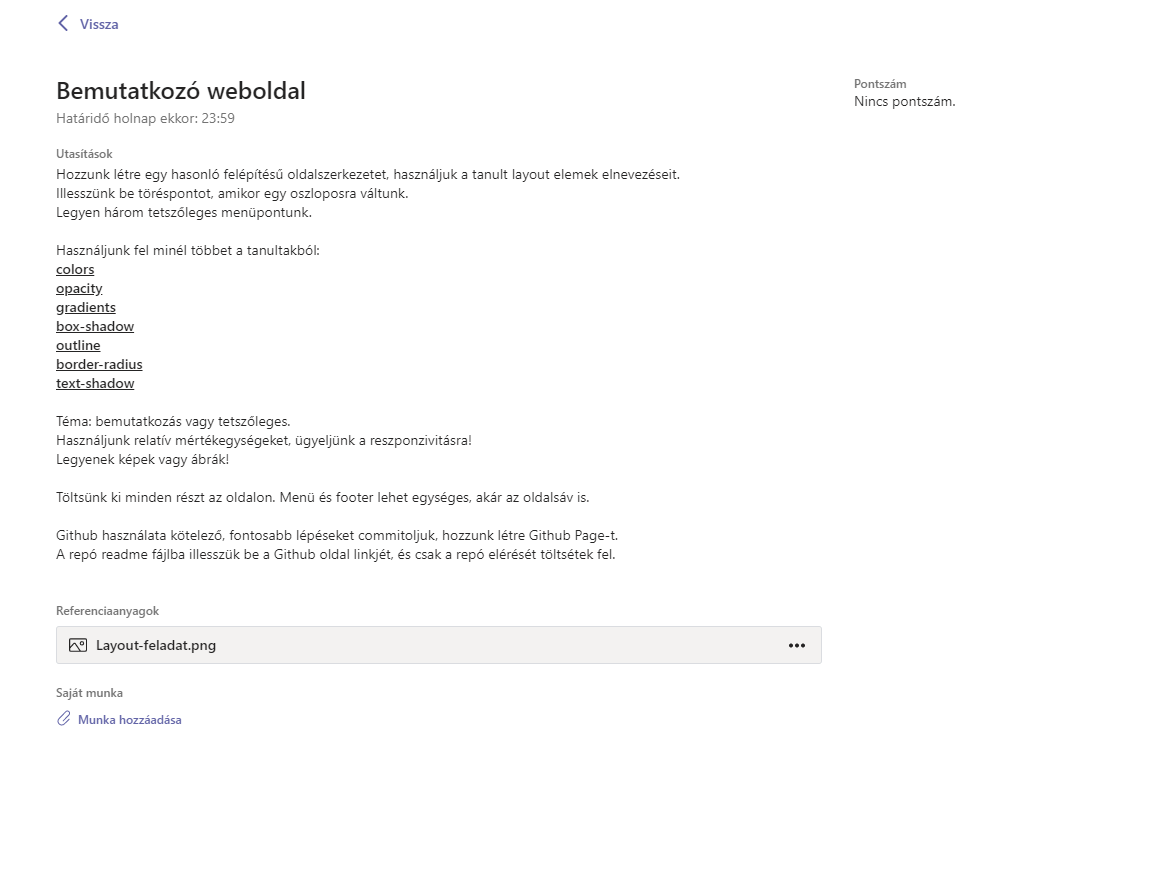 Vissza
Bemutatkozó weboldal
Határidő holnap ekkor: 23:59
Pontszám
Nincs pontszám.
Utasítások
Hozzunk létre egy hasonló felépítésű oldalszerkezetet, használjuk a tanult layout elemek elnevezéseit.
Illesszünk be töréspontot, amikor egy oszloposra váltunk.
Legyen három tetszőleges menüpontunk.
Használjunk fel minél többet a tanultakból:
colors
opacity
gradients
box-shadow
outline
border-radius
text-shadow
Téma: bemutatkozás vagy tetszőleges.
Használjunk relatív mértékegységeket, ügyeljünk a reszponzivitásra!
Legyenek képek vagy ábrák!
Töltsünk ki minden részt az oldalon. Menü és footer lehet egységes, akár az oldalsáv is.
Github használata kötelező, fontosabb lépéseket commitoljuk, hozzunk létre Github Page-t.
A repó readme fájlba illesszük be a Github oldal linkjét, és csak a repó elérését töltsétek fel.
Referenciaanyagok
Layout-feladat.png
Saját munka
Munka hozzáadása